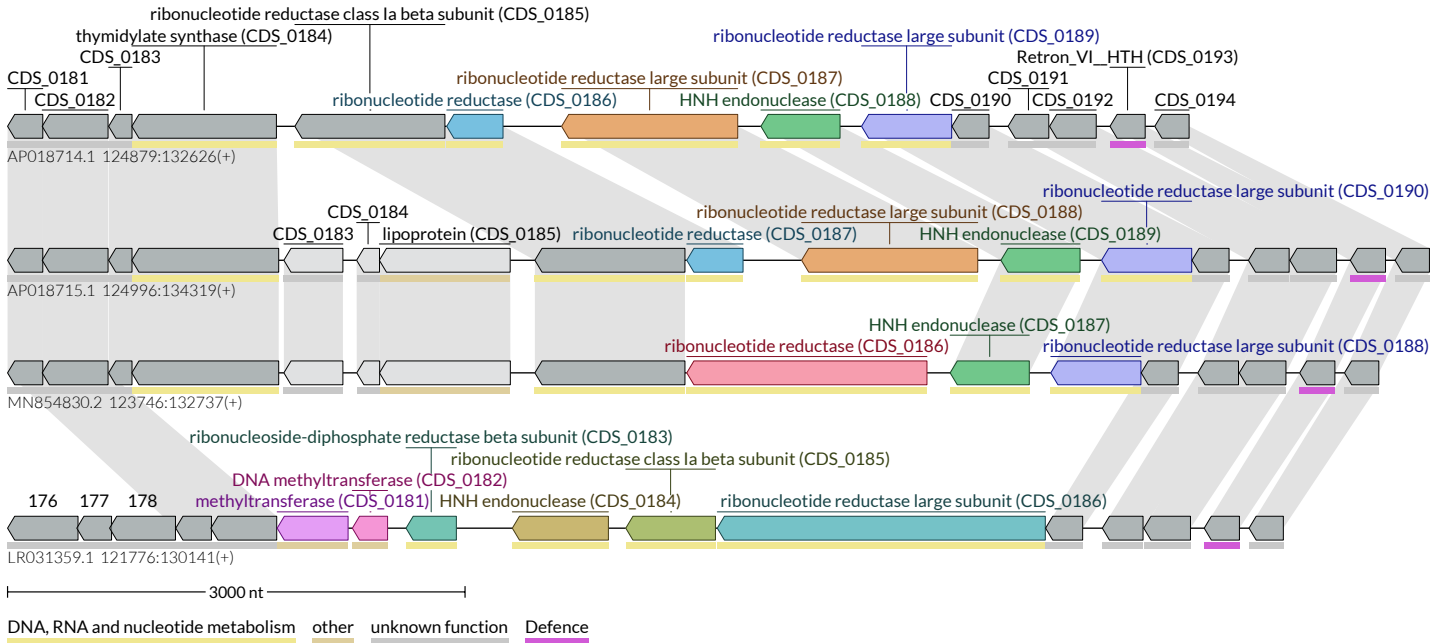 ribonucleotide reductase class Ia beta subunit (CDS_0185)
thymidylate synthase (CDS_0184)
ribonucleotide reductase large subunit (CDS_0189)
CDS_0183
Retron_VI__HTH (CDS_0193)
CDS_0181
ribonucleotide reductase large subunit (CDS_0187)
CDS_0191
CDS_0182
ribonucleotide reductase (CDS_0186)
HNH endonuclease (CDS_0188)
CDS_0190
CDS_0192
CDS_0194
AP018714.1 124879:132626(+)
ribonucleotide reductase large subunit (CDS_0190)
CDS_0184
ribonucleotide reductase large subunit (CDS_0188)
CDS_0183
lipoprotein (CDS_0185)
ribonucleotide reductase (CDS_0187)
HNH endonuclease (CDS_0189)
AP018715.1 124996:134319(+)
HNH endonuclease (CDS_0187)
ribonucleotide reductase (CDS_0186)
ribonucleotide reductase large subunit (CDS_0188)
MN854830.2 123746:132737(+)
ribonucleoside-diphosphate reductase beta subunit (CDS_0183)
ribonucleotide reductase class Ia beta subunit (CDS_0185)
DNA methyltransferase (CDS_0182)
176 177 178
methyltransferase (CDS_0181)
HNH endonuclease (CDS_0184)
ribonucleotide reductase large subunit (CDS_0186)
LR031359.1 121776:130141(+)
3000 nt
DNA, RNA and nucleotide metabolism
other
unknown function
Defence